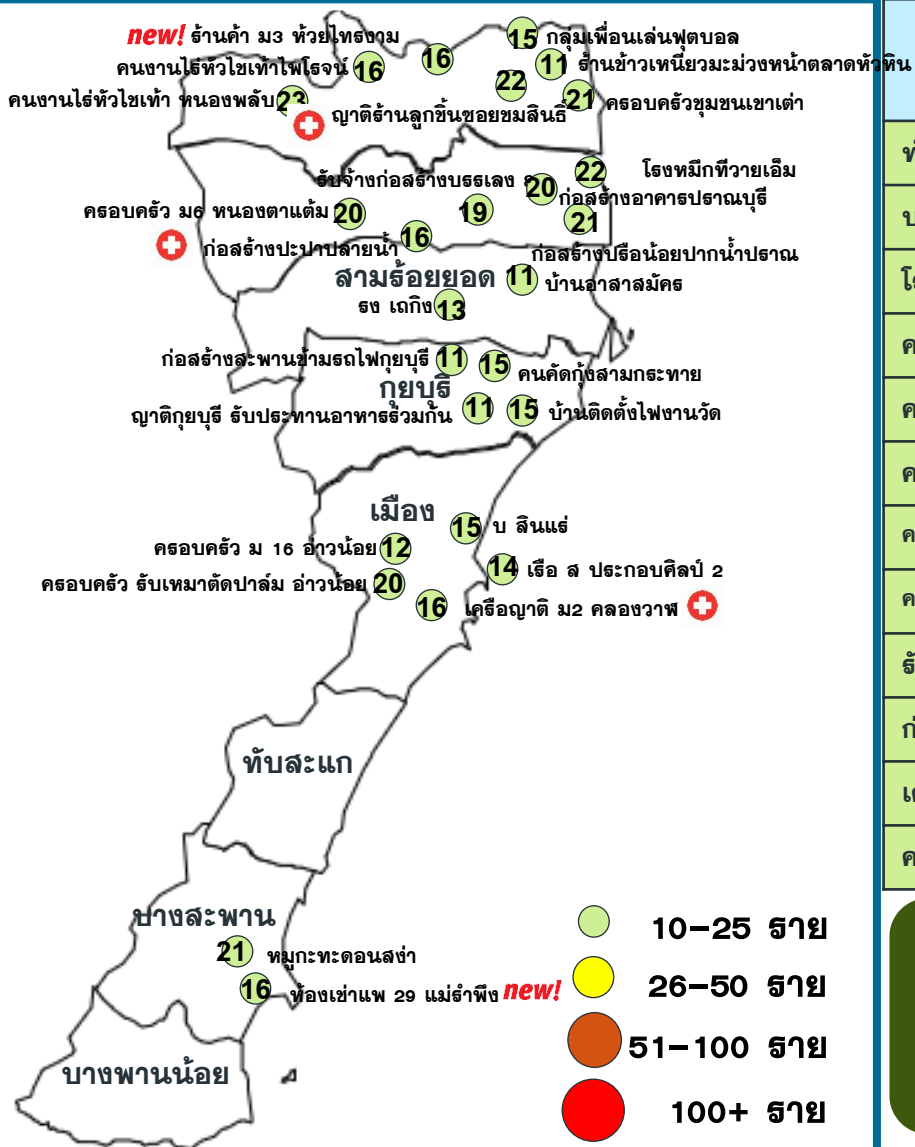 new! ร้านค้า ม3 ห้วยไทรงาม
15 กลุ่มเพื่อนเล่นฟุตบอล
คนงานไร่หัวไชเท้าไพโรจน์ 16
16
11 ร้านข้าวเหนียวมะม่วงหน้าตลาดหัวหิน
22
คนงานไร่หัวไชเท้า หนองพลับ 23
21 ครอบครัวชุมชนเขาเต่า
ญาติร้านลูกชิ้นซอยชมสินธิ์
22 โรงหมึกทีวายเอ็ม
รับจ้างก่อสร้างบรรเลง
20 ก่อสร้างอาคารปราณบุรี
ครอบครัว ม6 หนองตาแต้ม 20
19
21
ก่อสร้างปะปาปลายน้ำ 16
ก่อสร้างปรือน้อยปากน้ำปราณ
สามร้อยยอด
11 บ้านอาสาสมัคร
รง เถกิง 13
ก่อสร้างสะพานข้ามรถไฟกุยบุรี 11
15 คนคัดกุ้งสามกระทาย
กุยบุรี
ญาติกุยบุรี รับประทานอาหารร่วมกัน 11
15 บ้านติดตั้งไฟงานวัด
เมือง
15 บ สินแร่
ครอบครัว ม 16 อ่าวน้อย 12
14 เรือ ส ประกอบศิลป์ 2
ครอบครัว รับเหมาตัดปาล์ม อ่าวน้อย 20
16 เครือญาติ ม2 คลองวาฬ
ทับสะแก
บางสะพาน
21 หมูกะทะดอนสง่า
16 ห้องเช่าแพ 29 แม่รำพึง new!
บางพานน้อย
10-25 ราย
26-50 ราย
51-100 ราย
100+ ราย